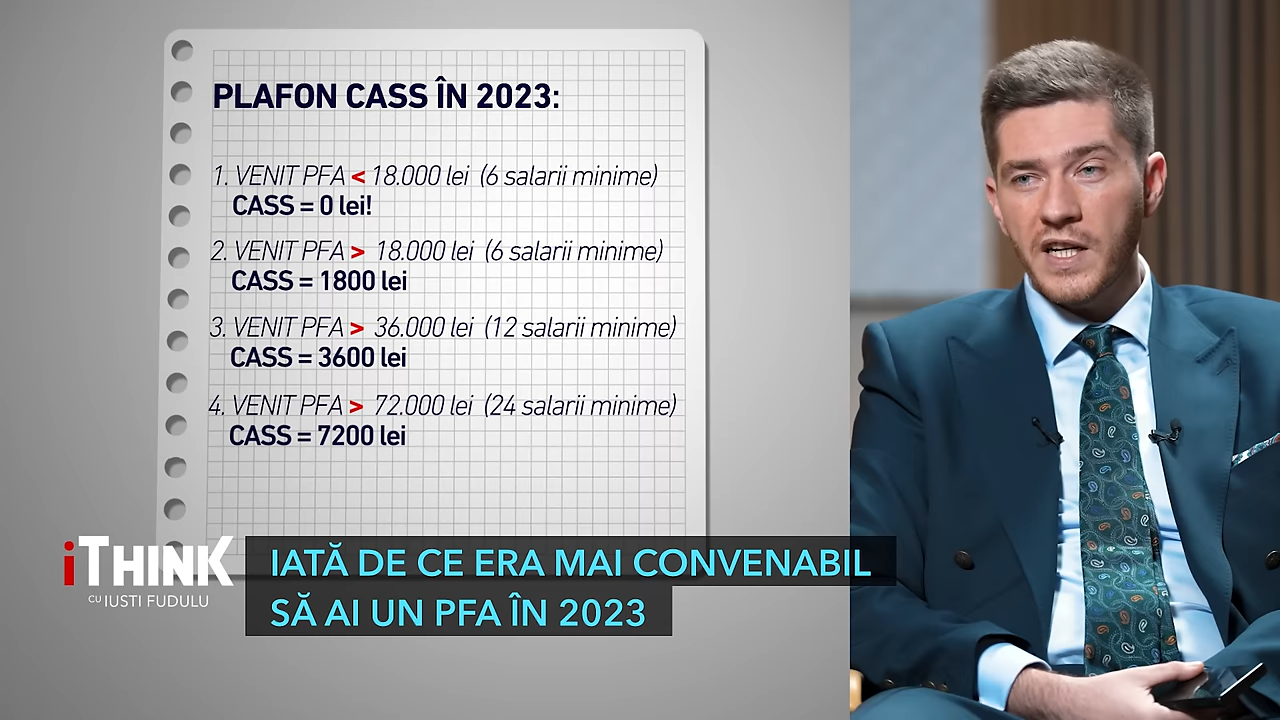 PLAFON CASS ÎN 2023:
1. VENIT PFA < 18.000 lei (6 salarii minime)
CASS = 0 lei!
2. VENIT PFA > 18.000 lei (6 salarii minime)
CASS = 1800 lei
3. VENIT PFA > 36.000 lei (12 salarii minime)
CASS = 3600 lei
4. VENIT PFA > 72.000 lei (24 salarii minime)
CASS = 7200 lei
iTHINK
CU IUSTI FUDULU
IATĂ DE CE ERA MAI CONVENABIL
SĂ AI UN PFA ÎN 2023